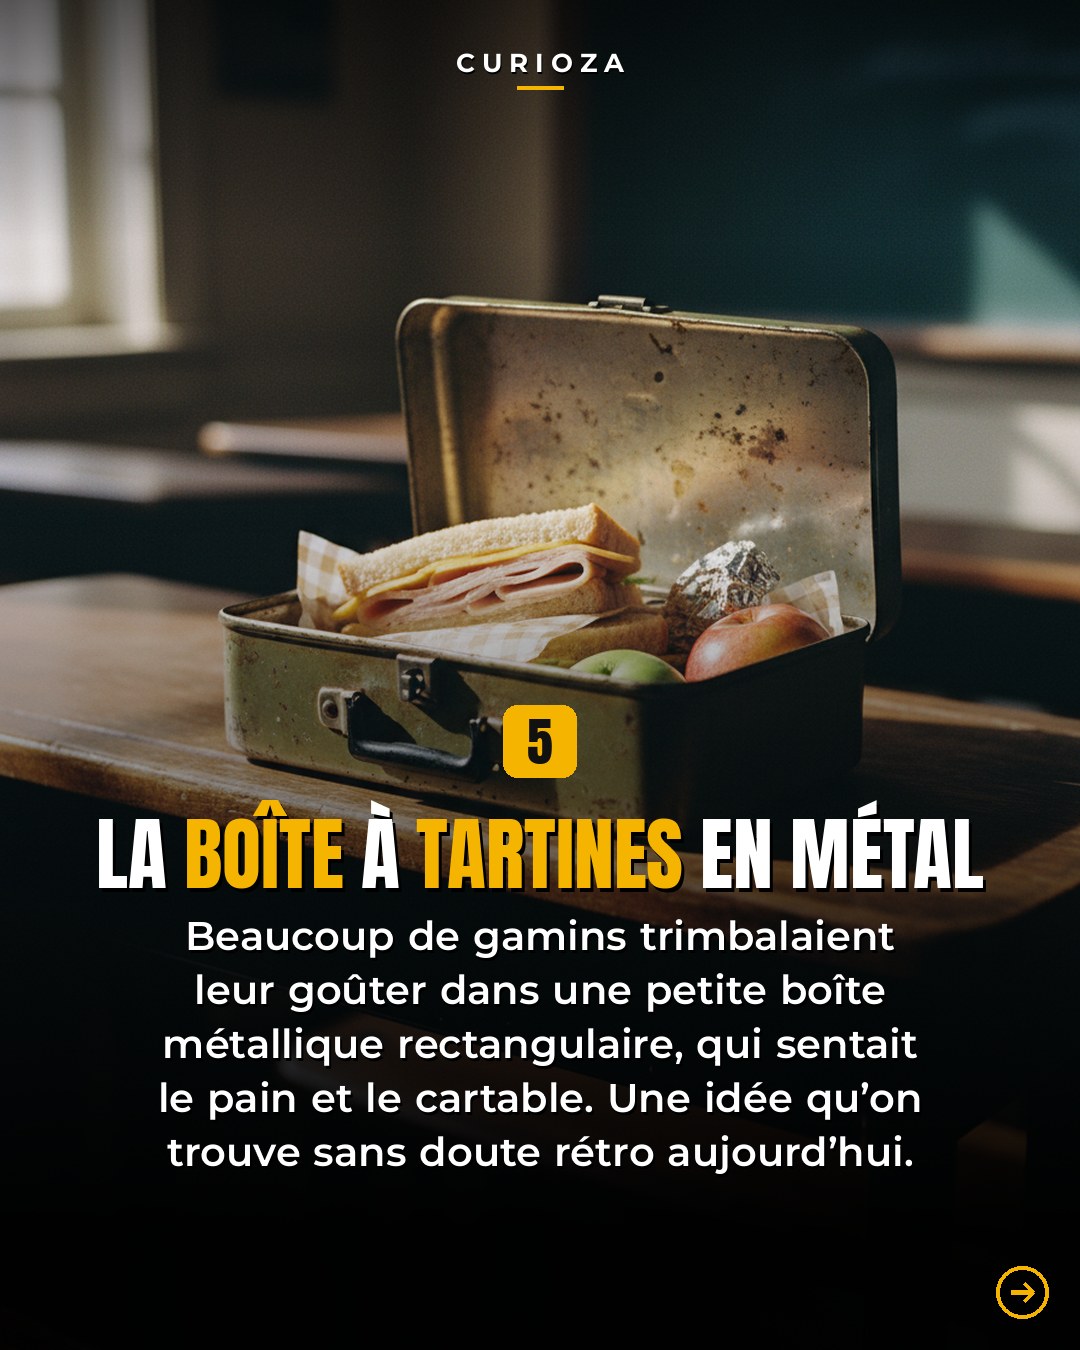 CURIOZA
5
LA BOÎTE À TARTINES EN MÉTAL
Beaucoup de gamins trimbalaient
leur goûter dans une petite boîte
métallique rectangulaire, qui sentait
le pain et le cartable. Une idée qu’on
trouve sans doute rétro aujourd’hui.